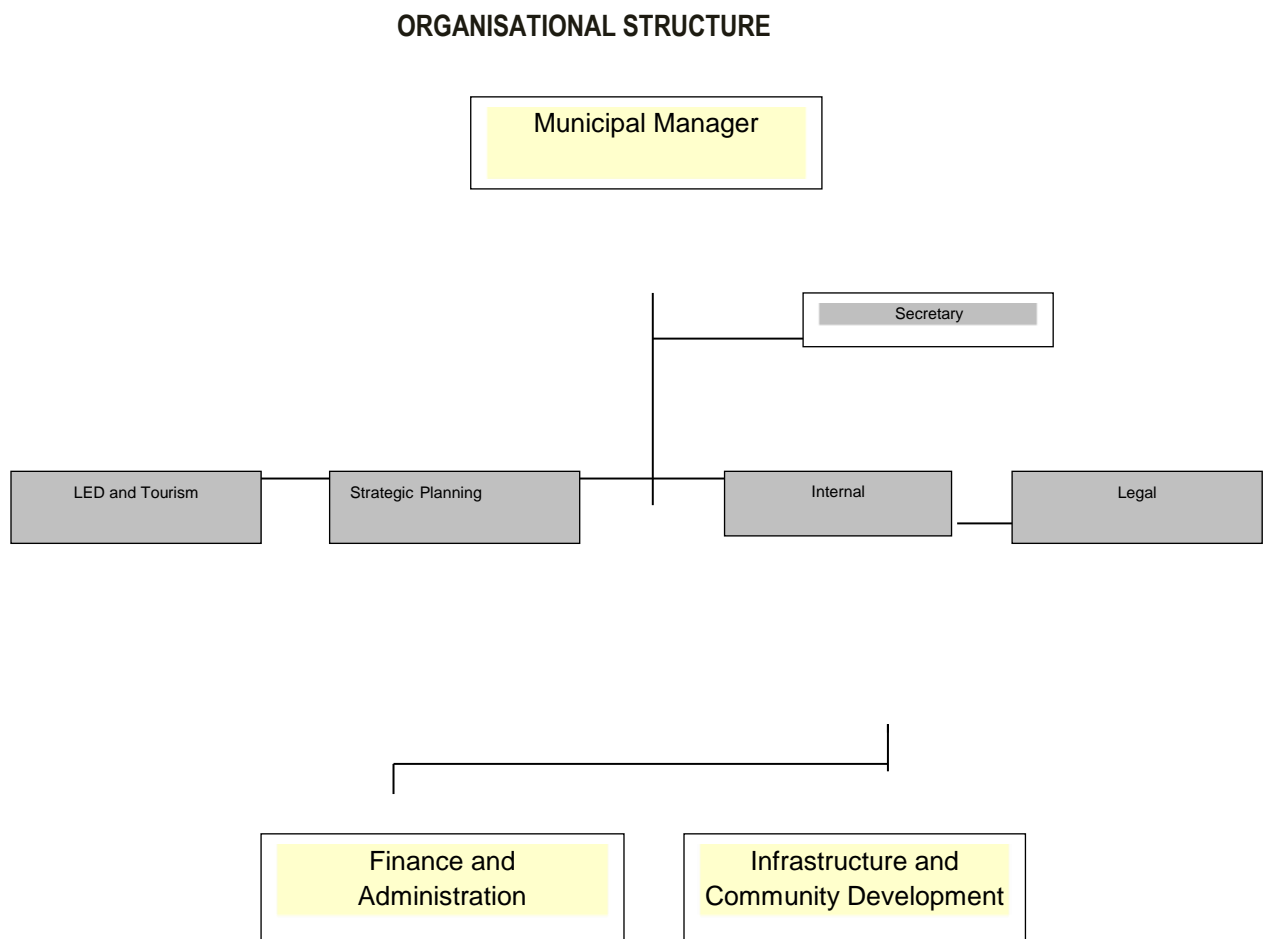 ORGANISATIONAL STRUCTURE
Municipal Manager
Secretary
LED and Tourism
Strategic Planning
Internal
Legal
Finance and
Administration
Infrastructure and
Community Development